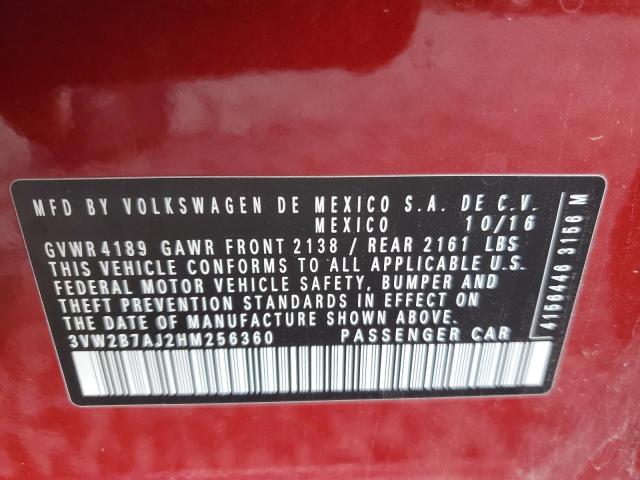 MFD BY VOLKSWAGEN DE MEXICO S.A. DE C.V.
MEXICO 10/16
GVWR 4189 GAWR FRONT 2138 / REAR 2161 LBS
THIS VEHICLE CONFORMS TO ALL APPLICABLE U.S.
FEDERAL MOTOR VEHICLE SAFETY, BUMPER AND
THEFT PREVENTION STANDARDS IN EFFECT ON
THE DATE OF MANUFACTURE SHOWN ABOVE.
3VW2B7AJ2HM256360 PASSENGER CAR
4156446 3156 M